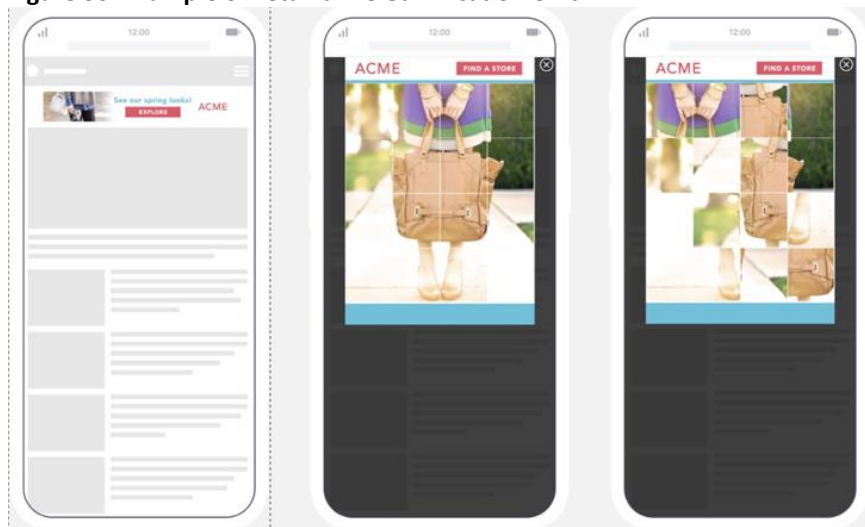 12:00
See our spring looks!
EXPLORE
ACME
12:00
ACME
FIND A STORE
12:00
ACME
FIND A STORE